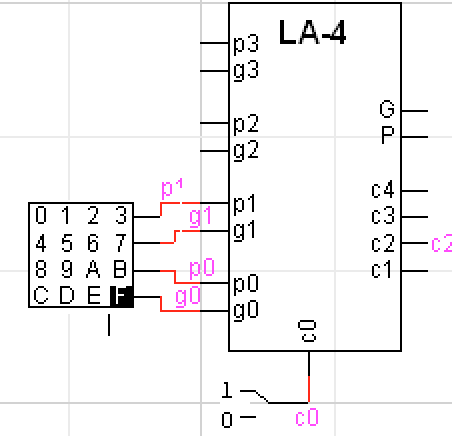 LA-4
p3
g3
p2
G
g2
P
p1
p1
g1
g1
c4
c3
c2
c2
c1
p0
p0
g0
g0
0 1 2 3
4 5 6 7
8 9 A B
C D E F
c0
1
0
c0